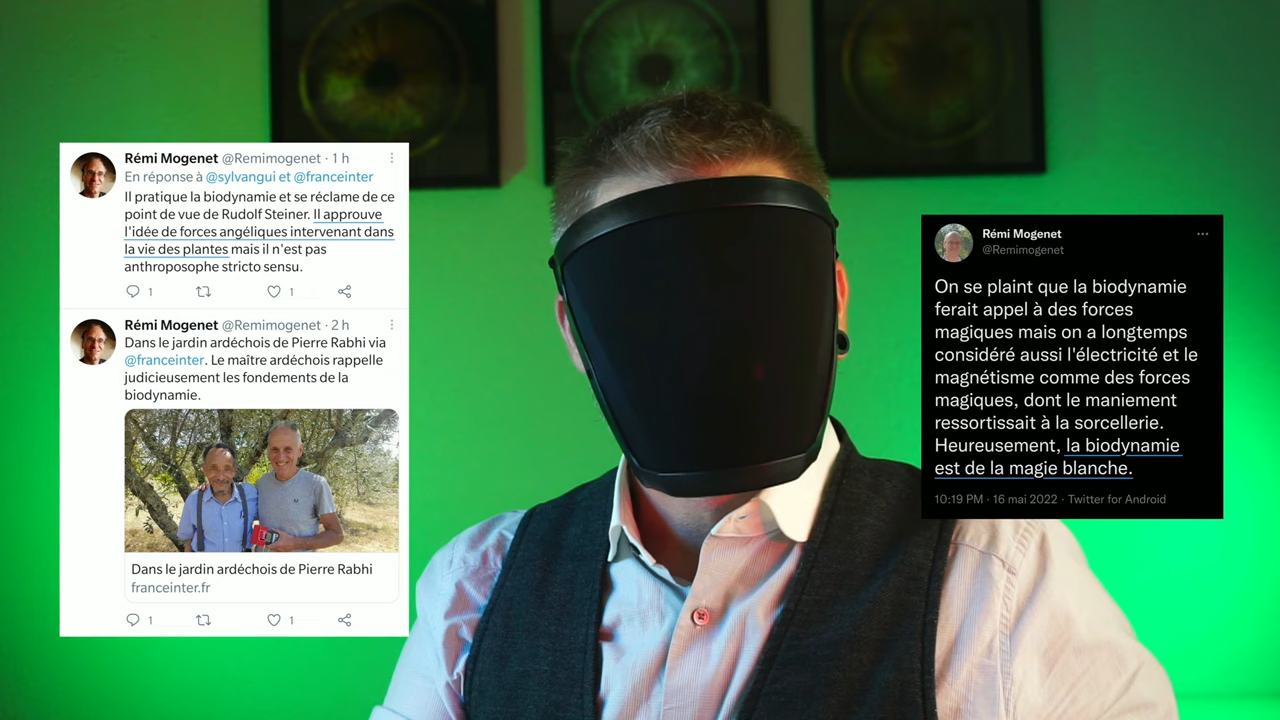 Rémi Mogenet @Remimogenet · 1 h
En réponse à @sylvangui et @franceinter
Il pratique la biodynamie et se réclame de ce
point de vue de Rudolf Steiner. Il approuve
l'idée de forces angéliques intervenant dans
la vie des plantes mais il n'est pas
anthroposophe stricto sensu.
1 1
Rémi Mogenet @Remimogenet · 2 h
Dans le jardin ardéchois de Pierre Rabhi via
@franceinter. Le maître ardéchois rappelle
judicieusement les fondements de la
biodynamie.
Dans le jardin ardéchois de Pierre Rabhi
franceinter.fr
1 1
Rémi Mogenet
@Remimogenet
On se plaint que la biodynamie
ferait appel à des forces
magiques mais on a longtemps
considéré aussi l'électricité et le
magnétisme comme des forces
magiques, dont le maniement
ressortissait à la sorcellerie.
Heureusement, la biodynamie
est de la magie blanche.
10:19 PM · 16 mai 2022 · Twitter for Android